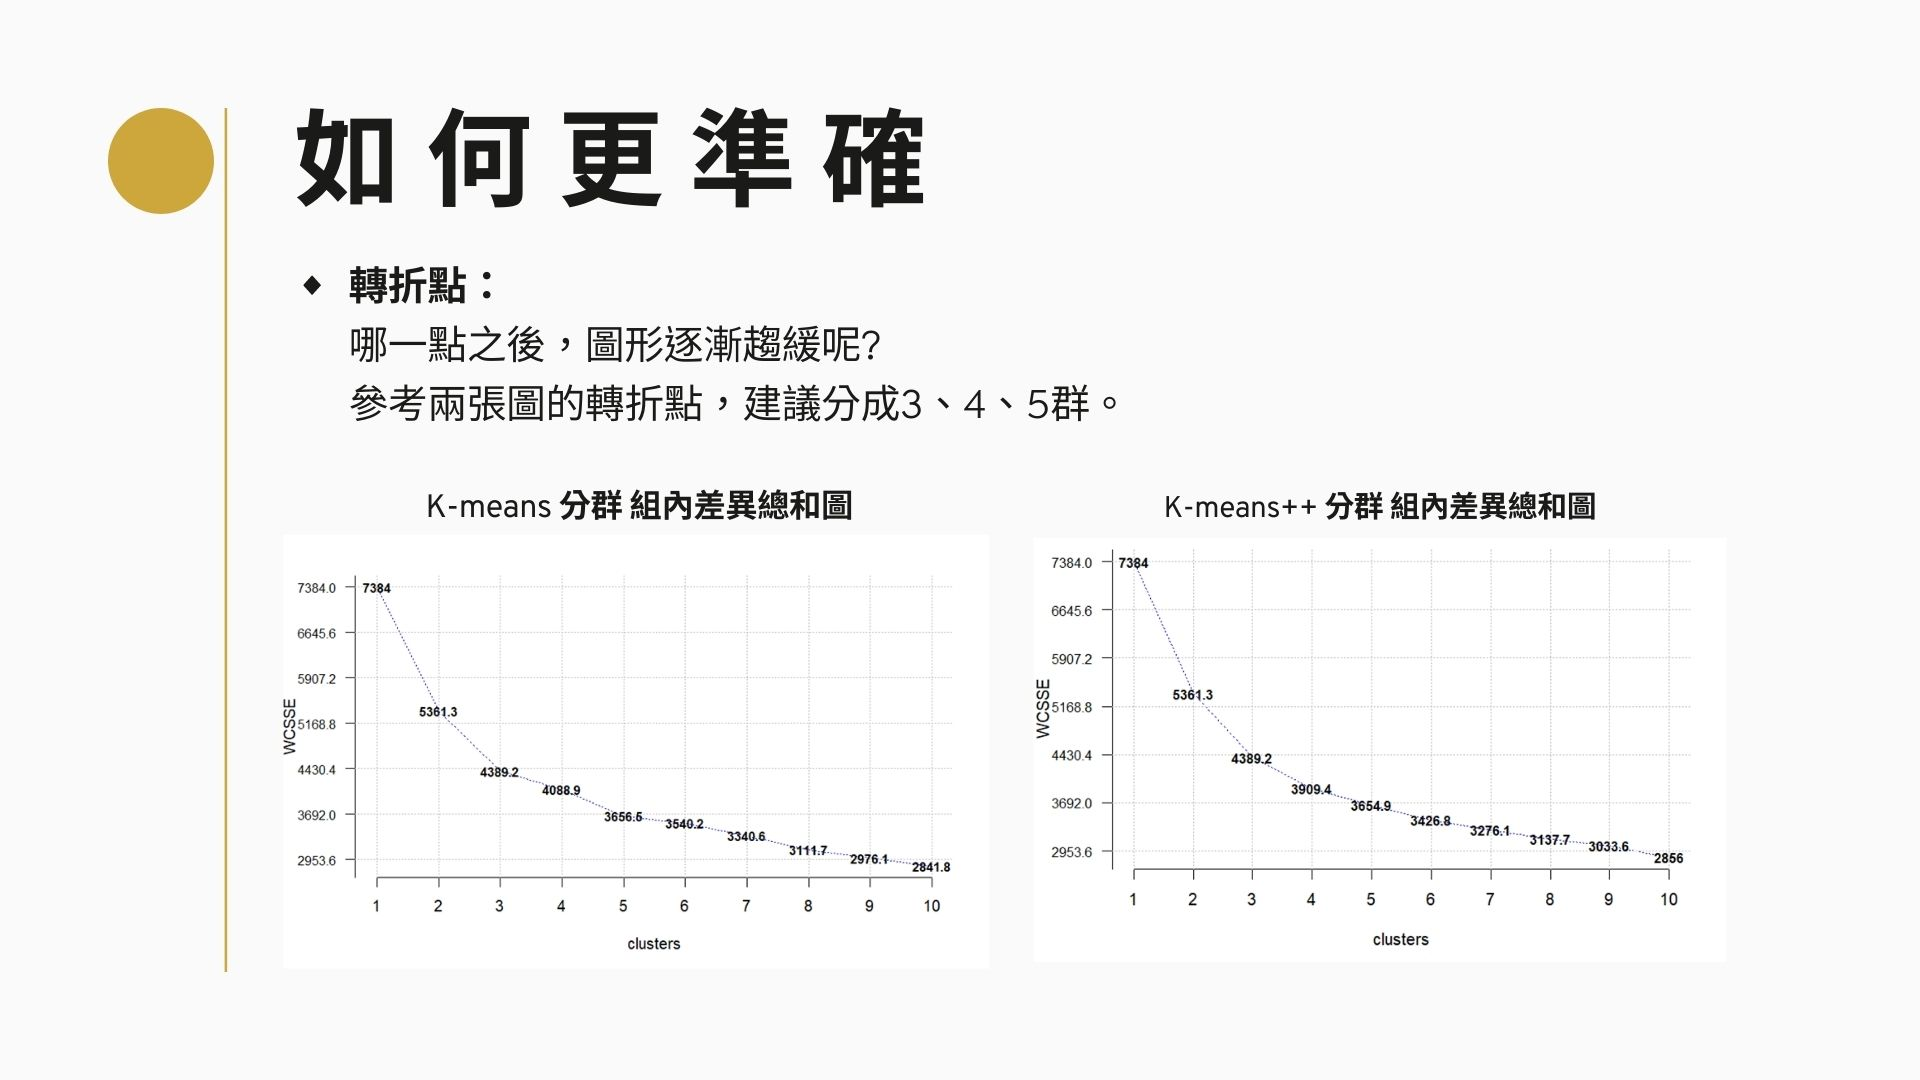 如何更準確
◆ 轉折點：
哪一點之後，圖形逐漸趨緩呢?
參考兩張圖的轉折點，建議分成3、4、5群。
K-means 分群 組內差異總和圖
7384.0
6645.6
5907.2
5168.8
4430.4
3692.0
2953.6
WCSSE
7384
5361.3
4389.2
4088.9
3656.5
3540.2
3340.6
3111.7
2976.1
2841.8
1 2 3 4 5 6 7 8 9 10
clusters
K-means++ 分群 組內差異總和圖
7384.0
6645.6
5907.2
5168.8
4430.4
3692.0
2953.6
WCSSE
7384
5361.3
4389.2
3909.4
3654.9
3426.8
3276.1
3137.7
3033.6
2856
1 2 3 4 5 6 7 8 9 10
clusters